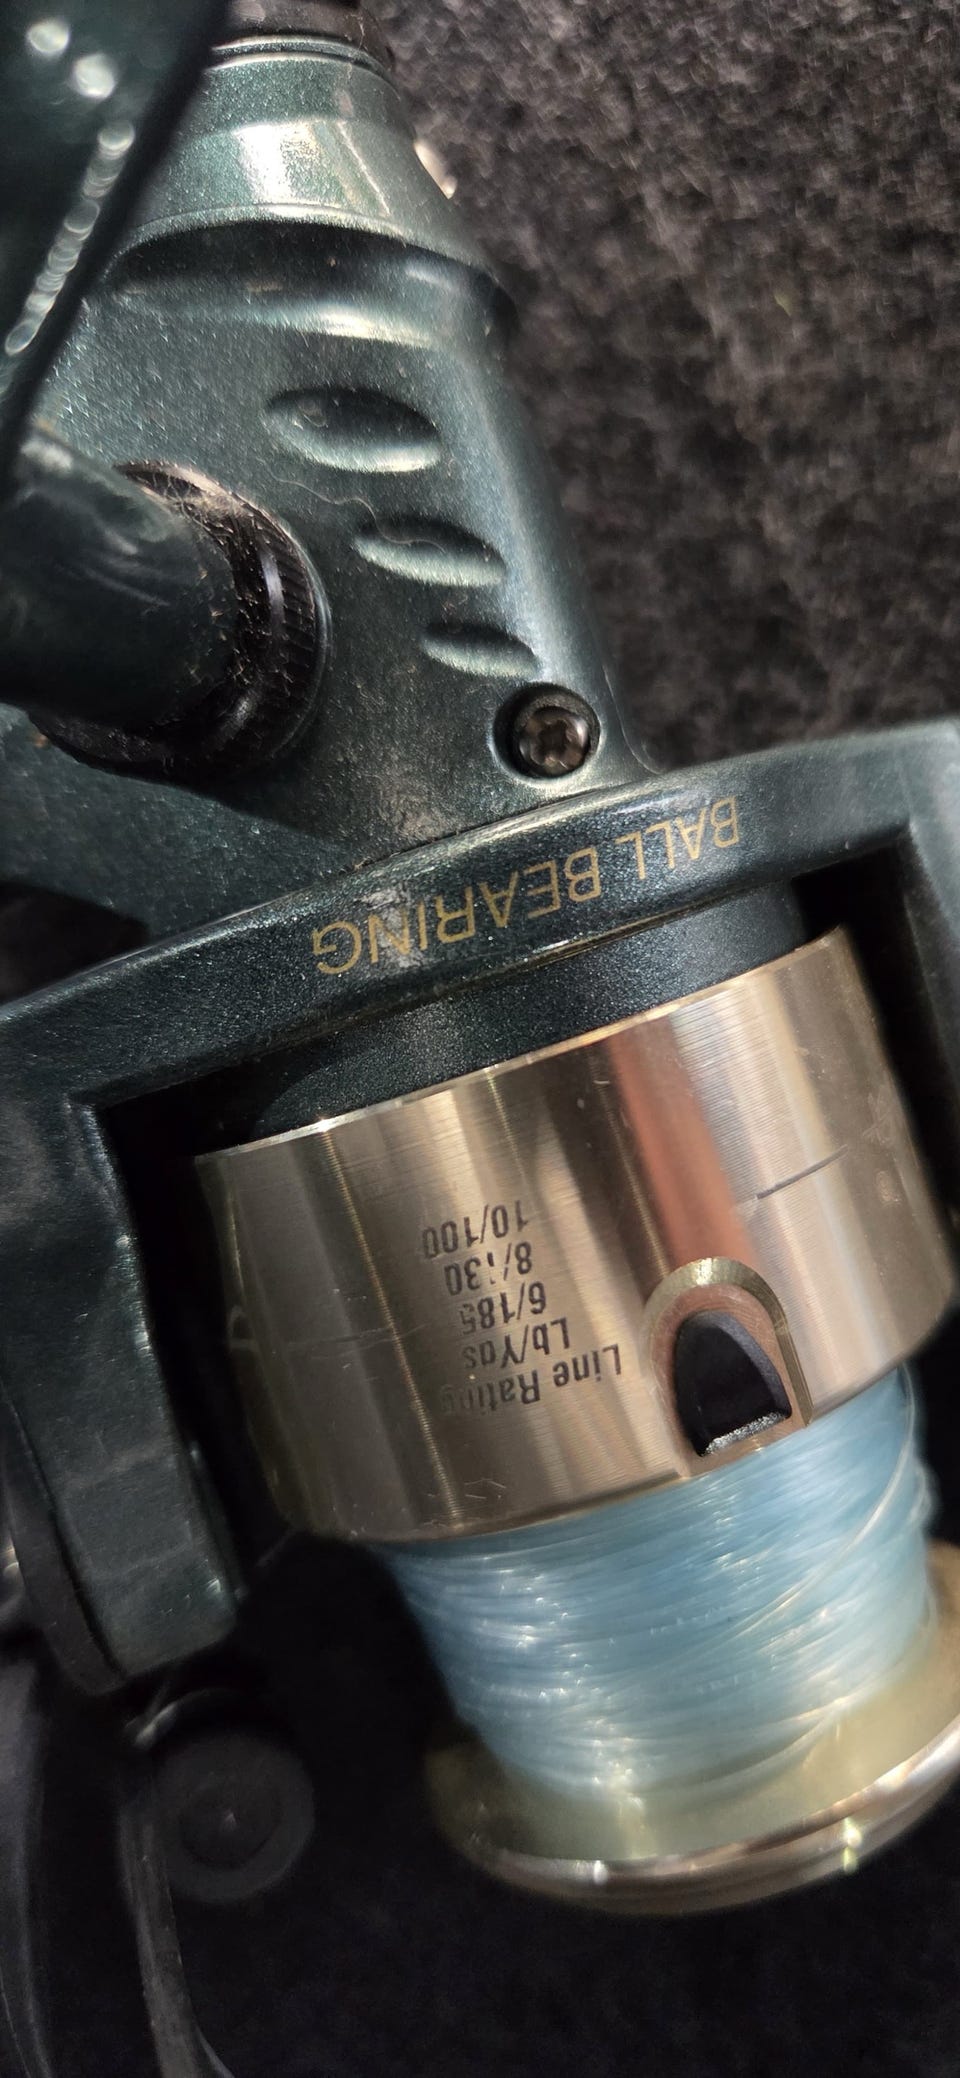 BALL BEARING
Line Rating
Lb/Yds
6/185
8/130
10/100